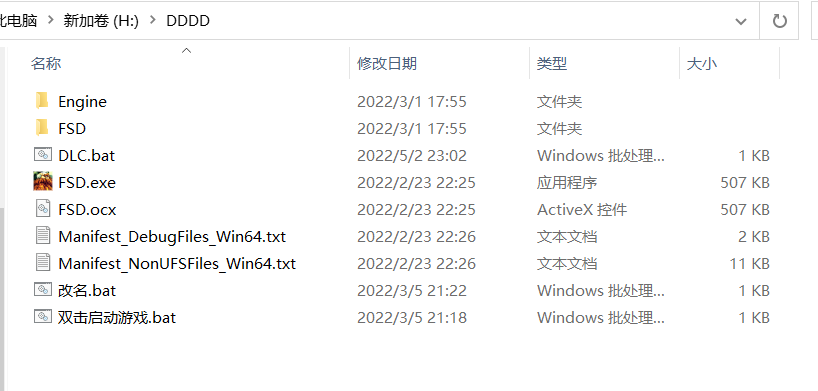 此电脑 > 新加卷 (H:) > DDDD
名称 修改日期 类型 大小
Engine 2022/3/1 17:55 文件夹
FSD 2022/3/1 17:55 文件夹
DLC.bat 2022/5/2 23:02 Windows 批处理... 1 KB
FSD.exe 2022/2/23 22:25 应用程序 507 KB
FSD.ocx 2022/2/23 22:25 ActiveX 控件 507 KB
Manifest_DebugFiles_Win64.txt 2022/2/23 22:26 文本文档 2 KB
Manifest_NonUFSFiles_Win64.txt 2022/2/23 22:26 文本文档 11 KB
改名.bat 2022/3/5 21:22 Windows 批处理... 1 KB
双击启动游戏.bat 2022/3/5 21:18 Windows 批处理... 1 KB